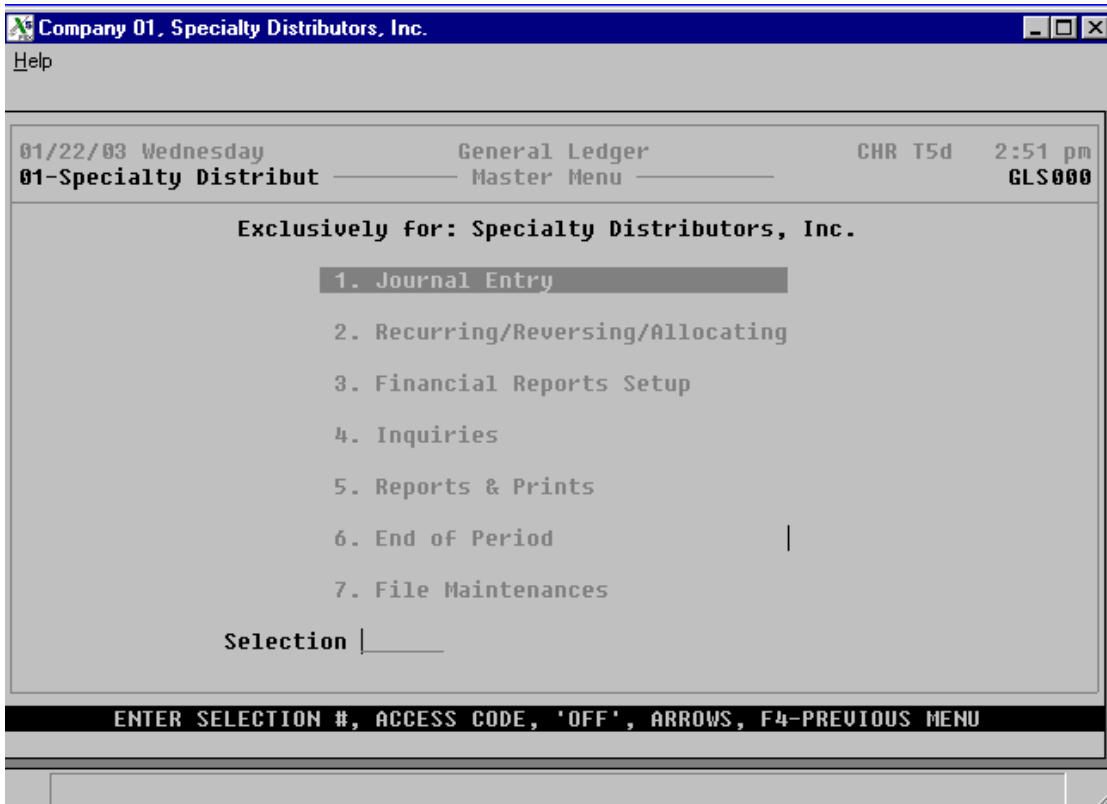 Company 01, Specialty Distributors, Inc.
Help
01/22/03 Wednesday General Ledger CHR T5d 2:51 pm
01-Specialty Distribut Master Menu GLS000
Exclusively for: Specialty Distributors, Inc.
1. Journal Entry
2. Recurring/Reversing/Allocating
3. Financial Reports Setup
4. Inquiries
5. Reports & Prints
6. End of Period
7. File Maintenances
Selection
ENTER SELECTION #, ACCESS CODE, 'OFF', ARROWS, F4-PREVIOUS MENU